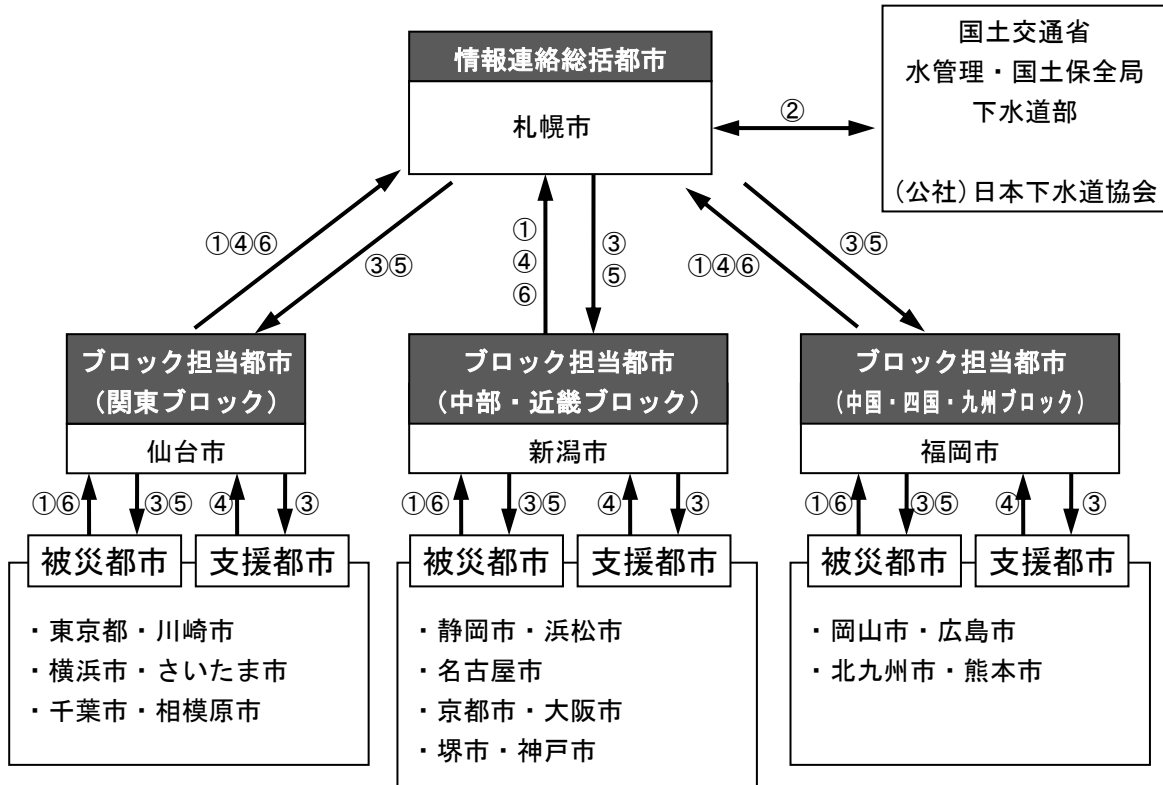 情報連絡総括都市
札幌市
②
国土交通省
水管理・国土保全局
下水道部
(公社)日本下水道協会
①④⑥
③⑤
①
④
⑥
③
⑤
①④⑥
③⑤
ブロック担当都市
(関東ブロック)
仙台市
ブロック担当都市
(中部・近畿ブロック)
新潟市
ブロック担当都市
(中国・四国・九州ブロック)
福岡市
①⑥
③⑤
④
③
①⑥
③⑤
④
③
①⑥
③⑤
④
③
被災都市
支援都市
・東京都・川崎市
・横浜市・さいたま市
・千葉市・相模原市
被災都市
支援都市
・静岡市・浜松市
・名古屋市
・京都市・大阪市
・堺市・神戸市
被災都市
支援都市
・岡山市・広島市
・北九州市・熊本市